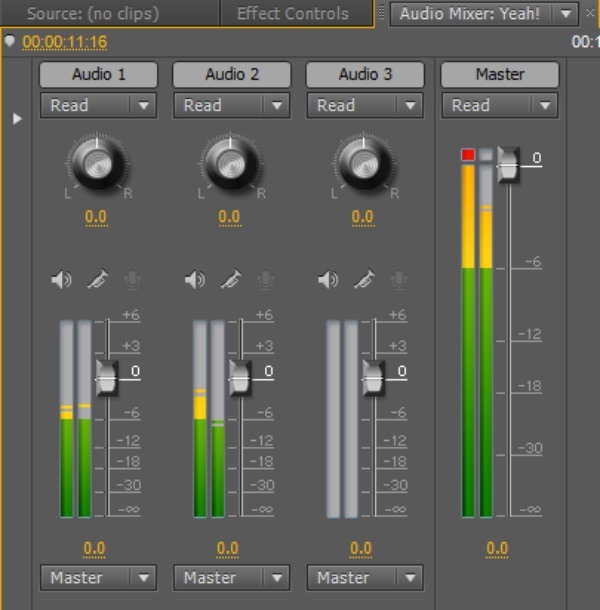 Source: (no clips) Effect Controls Audio Mixer: Yeah!
00:00:11:16 00:1
Audio 1 Audio 2 Audio 3 Master
Read Read Read Read
0
L R L R L R
0.0 0.0 0.0
-6
+6 +6 +6
-12
+3 +3 +3
0 0 0
-18
-6 -6 -6
-12 -12 -12
-30
-18 -18 -18
-30 -30 -30
-∞ -∞ -∞ -∞
0.0 0.0 0.0 0.0
Master Master Master